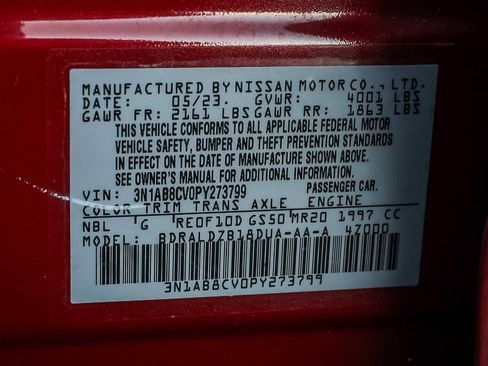 MANUFACTURED BY NISSAN MOTOR CO., LTD.
DATE: 05/23. GVWR: 4001 LBS
GAWR FR: 2161 LBS GAWR RR: 1863 LBS
THIS VEHICLE CONFORMS TO ALL APPLICABLE FEDERAL MOTOR
VEHICLE SAFETY, BUMPER AND THEFT PREVENTION STANDARDS
IN EFFECT ON THE DATE OF MANUFACTURE SHOWN ABOVE.
SEE OWNER'S MANUAL FOR ADDITIONAL INFORMATION.
VIN: 3N1AB8CV0PY273799 PASSENGER CAR.
COLOR TRIM TRANS AXLE ENGINE
NBL G RE0F10D GS50 MR20 1997 CC
MODEL: BDRALDZB18DUA-AA-A 4Z000
3N1AB8CV0PY273799